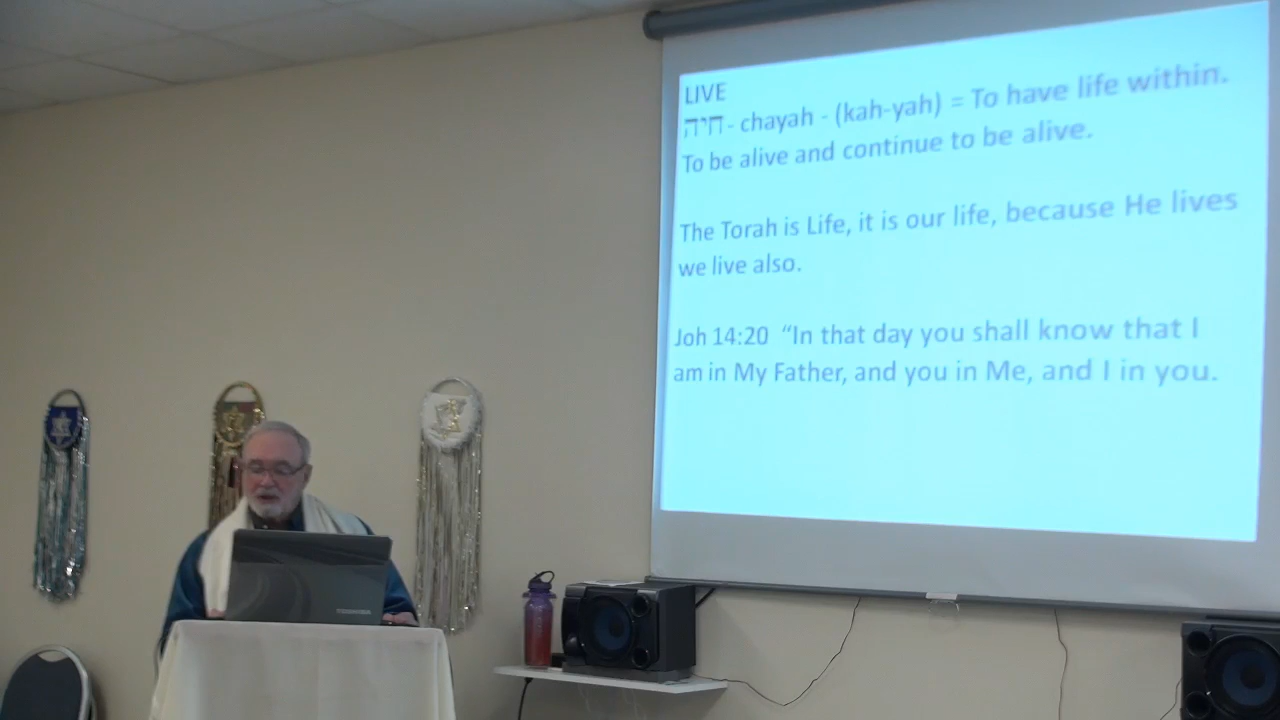 LIVE
חיה- chayah - (kah-yah) = To have life within.
To be alive and continue to be alive.
The Torah is Life, it is our life, because He lives
we live also.
Joh 14:20 “In that day you shall know that I
am in My Father, and you in Me, and I in you.
TOSHIBA